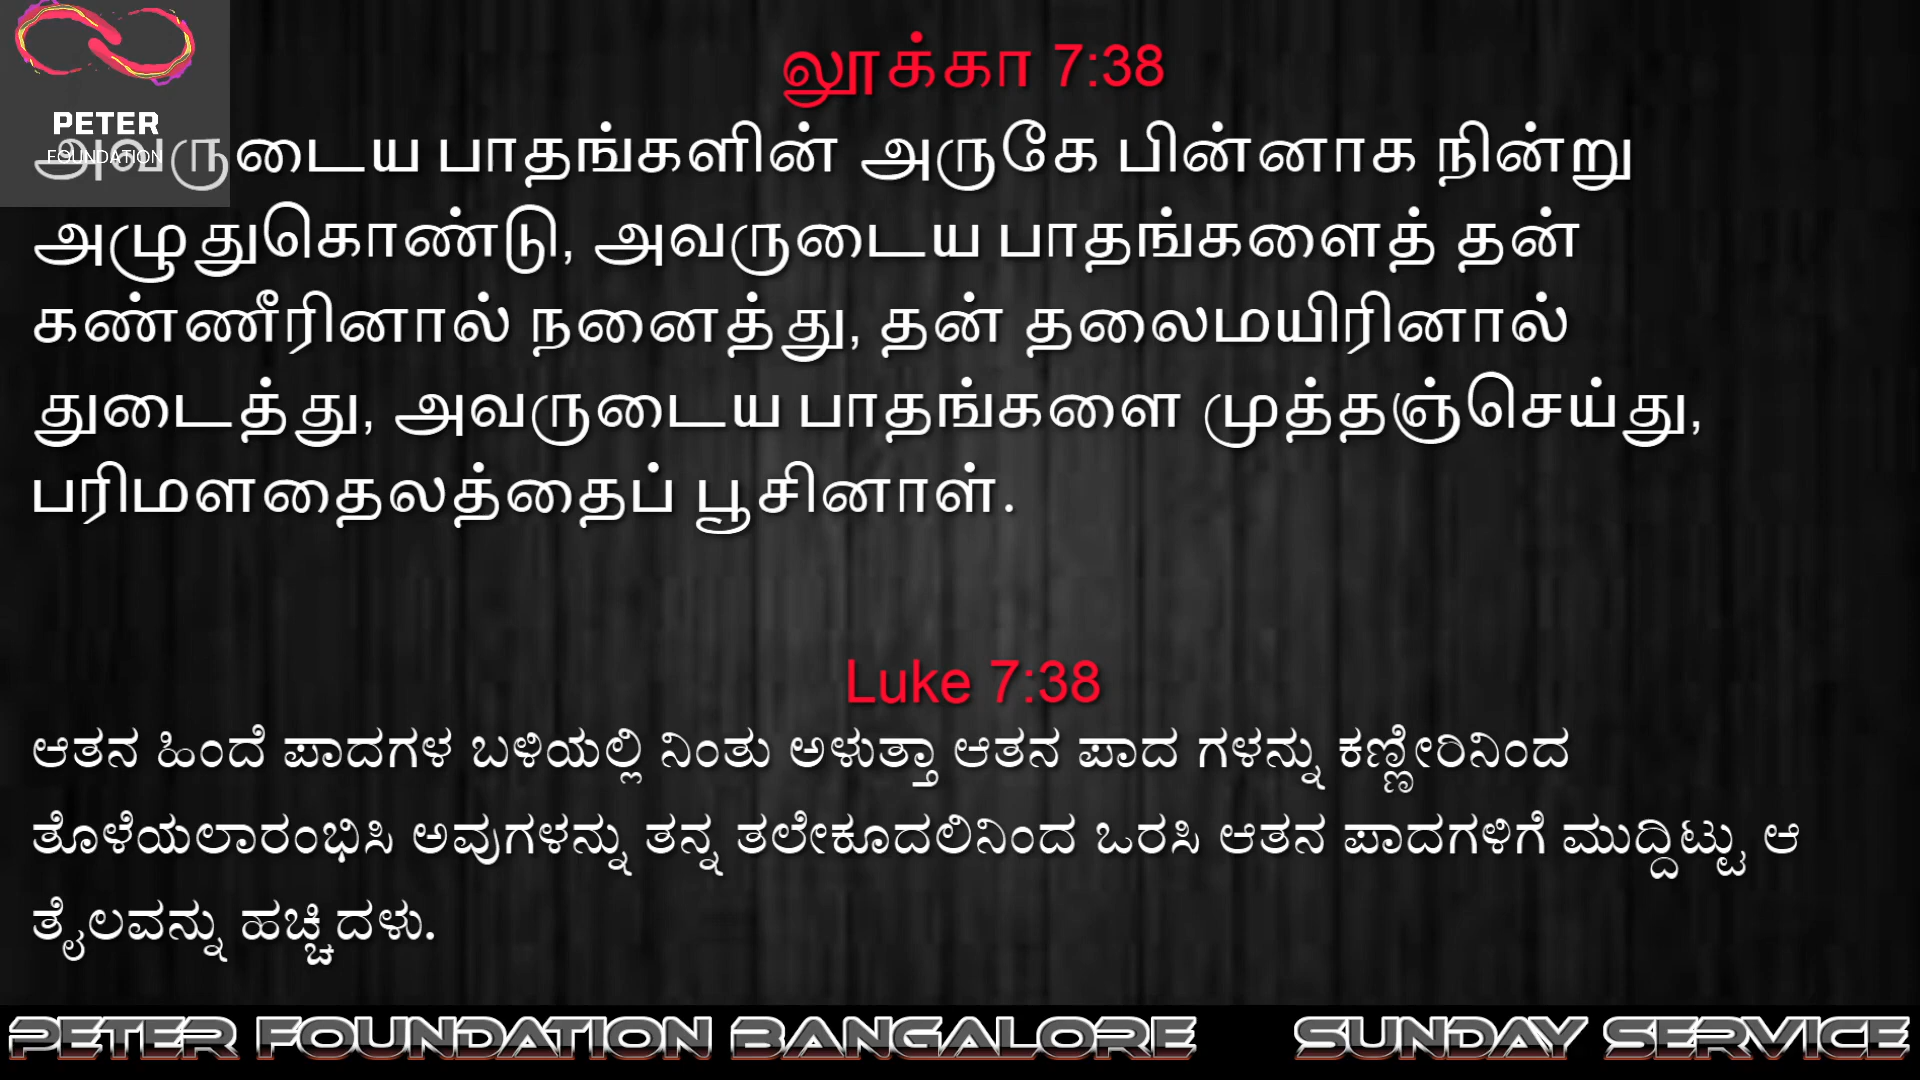 PETER
FOUNDATION
லூக்கா 7:38
அவருடைய பாதங்களின் அருகே பின்னாக நின்று
அழுதுகொண்டு, அவருடைய பாதங்களைத் தன்
கண்ணீரினால் நனைத்து, தன் தலைமயிரினால்
துடைத்து, அவருடைய பாதங்களை முத்தஞ்செய்து,
பரிமளதைலத்தைப் பூசினாள்.
Luke 7:38
ಆತನ ಹಿಂದೆ ಪಾದಗಳ ಬಳಿಯಲ್ಲಿ ನಿಂತು ಅಳುತ್ತಾ ಆತನ ಪಾದ ಗಳನ್ನು ಕಣ್ಣೀರಿನಿಂದ
ತೊಳೆಯಲಾರಂಭಿಸಿ ಅವುಗಳನ್ನು ತನ್ನ ತಲೇಕೂದಲಿನಿಂದ ಒರಸಿ ಆತನ ಪಾದಗಳಿಗೆ ಮುದ್ದಿಟ್ಟು ಆ
ತೈಲವನ್ನು ಹಚ್ಚಿದಳು.
PETER FOUNDATION BANGALORE SUNDAY SERVICE